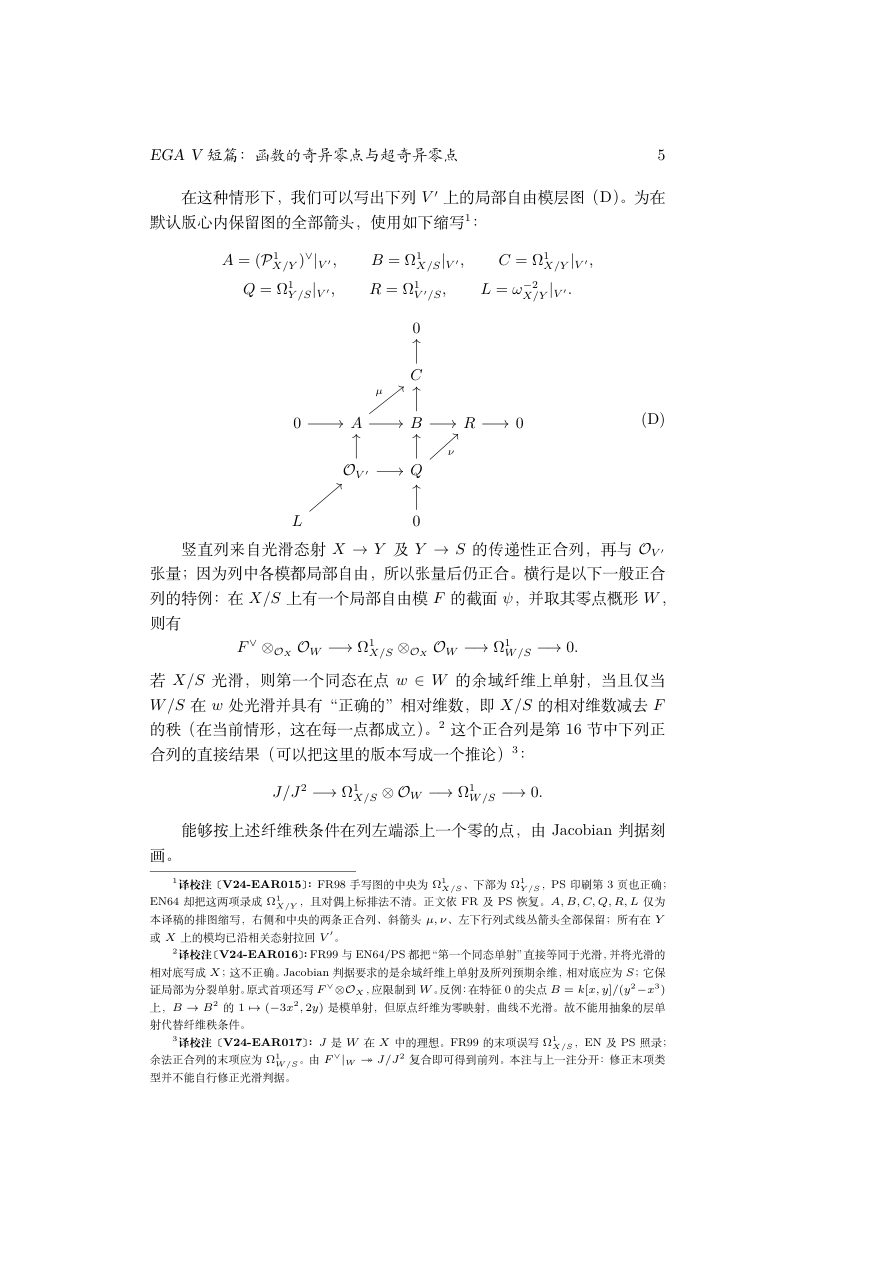 EGA V 短篇：函数的奇异零点与超奇异零点 5
在这种情形下，我们可以写出下列 V′ 上的局部自由模层图（D）。为在
默认版心内保留图的全部箭头，使用如下缩写¹：
A = (𝒫¹_{X/Y})^∨|_{V′}, B = Ω¹_{X/S}|_{V′}, C = Ω¹_{X/Y}|_{V′},
Q = Ω¹_{Y/S}|_{V′}, R = Ω¹_{V′/S}, L = ω^{−2}_{X/Y}|_{V′}.
0
C
μ
0 ⟶ A ⟶ B ⟶ R ⟶ 0 (D)
ν
𝒪_{V′} ⟶ Q
L 0
竖直列来自光滑态射 X → Y 及 Y → S 的传递性正合列，再与 𝒪_{V′}
张量；因为列中各模都局部自由，所以张量后仍正合。横行是以下一般正合
列的特例：在 X/S 上有一个局部自由模 F 的截面 ψ，并取其零点概形 W，
则有
F^∨ ⊗_{𝒪_X} 𝒪_W ⟶ Ω¹_{X/S} ⊗_{𝒪_X} 𝒪_W ⟶ Ω¹_{W/S} ⟶ 0.
若 X/S 光滑，则第一个同态在点 w ∈ W 的余域纤维上单射，当且仅当
W/S 在 w 处光滑并具有“正确的”相对维数，即 X/S 的相对维数减去 F
的秩（在当前情形，这在每一点都成立）。² 这个正合列是第 16 节中下列正
合列的直接结果（可以把这里的版本写成一个推论）³：
J/J² ⟶ Ω¹_{X/S} ⊗ 𝒪_W ⟶ Ω¹_{W/S} ⟶ 0.
能够按上述纤维秩条件在列左端添上一个零的点，由 Jacobian 判据刻
画。
¹译校注〔V24-EAR015〕：FR98 手写图的中央为 Ω¹_{X/S}、下部为 Ω¹_{Y/S}，PS 印刷第 3 页也正确；
EN64 却把这两项录成 Ω¹_{X/Y}，且对偶上标排法不清。正文依 FR 及 PS 恢复。A, B, C, Q, R, L 仅为
本译稿的排图缩写，右侧和中央的两条正合列、斜箭头 μ, ν、左下行列式线丛箭头全部保留；所有在 Y
或 X 上的模均已沿相关态射拉回 V′。
²译校注〔V24-EAR016〕：FR99 与 EN64/PS 都把“第一个同态单射”直接等同于光滑，并将光滑的
相对底写成 X；这不正确。Jacobian 判据要求的是余域纤维上单射及所列预期余维，相对底应为 S；它保
证局部为分裂单射。原式首项还写 F^∨⊗𝒪_X，应限制到 W。反例：在特征 0 的尖点 B = k[x, y]/(y²−x³)
上，B → B² 的 1 ↦ (−3x², 2y) 是模单射，但原点纤维为零映射，曲线不光滑。故不能用抽象的层单
射代替纤维秩条件。
³译校注〔V24-EAR017〕：J 是 W 在 X 中的理想。FR99 的末项误写 Ω¹_{X/S}，EN 及 PS 照录；
余法正合列的末项应为 Ω¹_{W/S}。由 F^∨|_W ↠ J/J² 复合即可得到前列。本注与上一注分开：修正末项类
型并不能自行修正光滑判据。